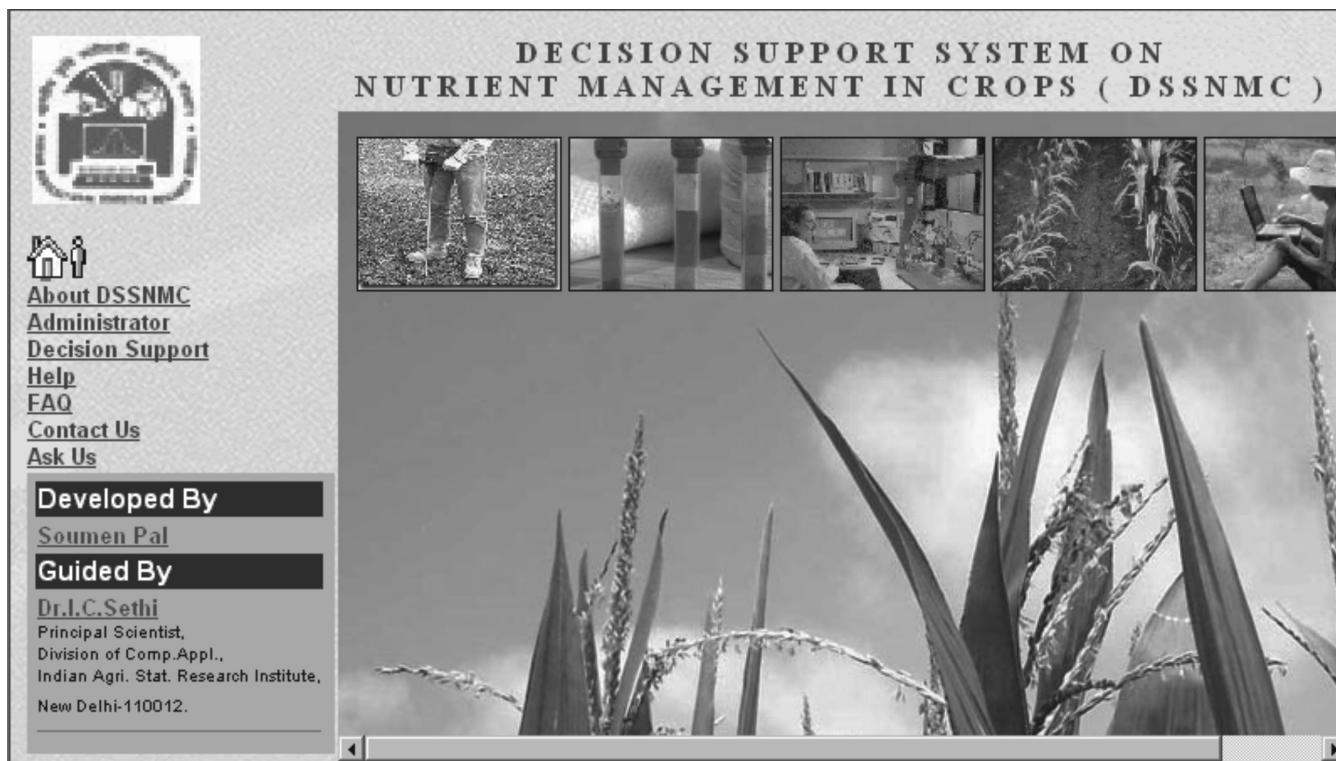 DECISION SUPPORT SYSTEM ON
NUTRIENT MANAGEMENT IN CROPS ( DSSNMC )
About DSSNMC
Administrator
Decision Support
Help
FAQ
Contact Us
Ask Us
Developed By
Soumen Pal
Guided By
Dr.I.C.Sethi
Principal Scientist,
Division of Comp.Appl.,
Indian Agri. Stat. Research Institute,
New Delhi-110012.